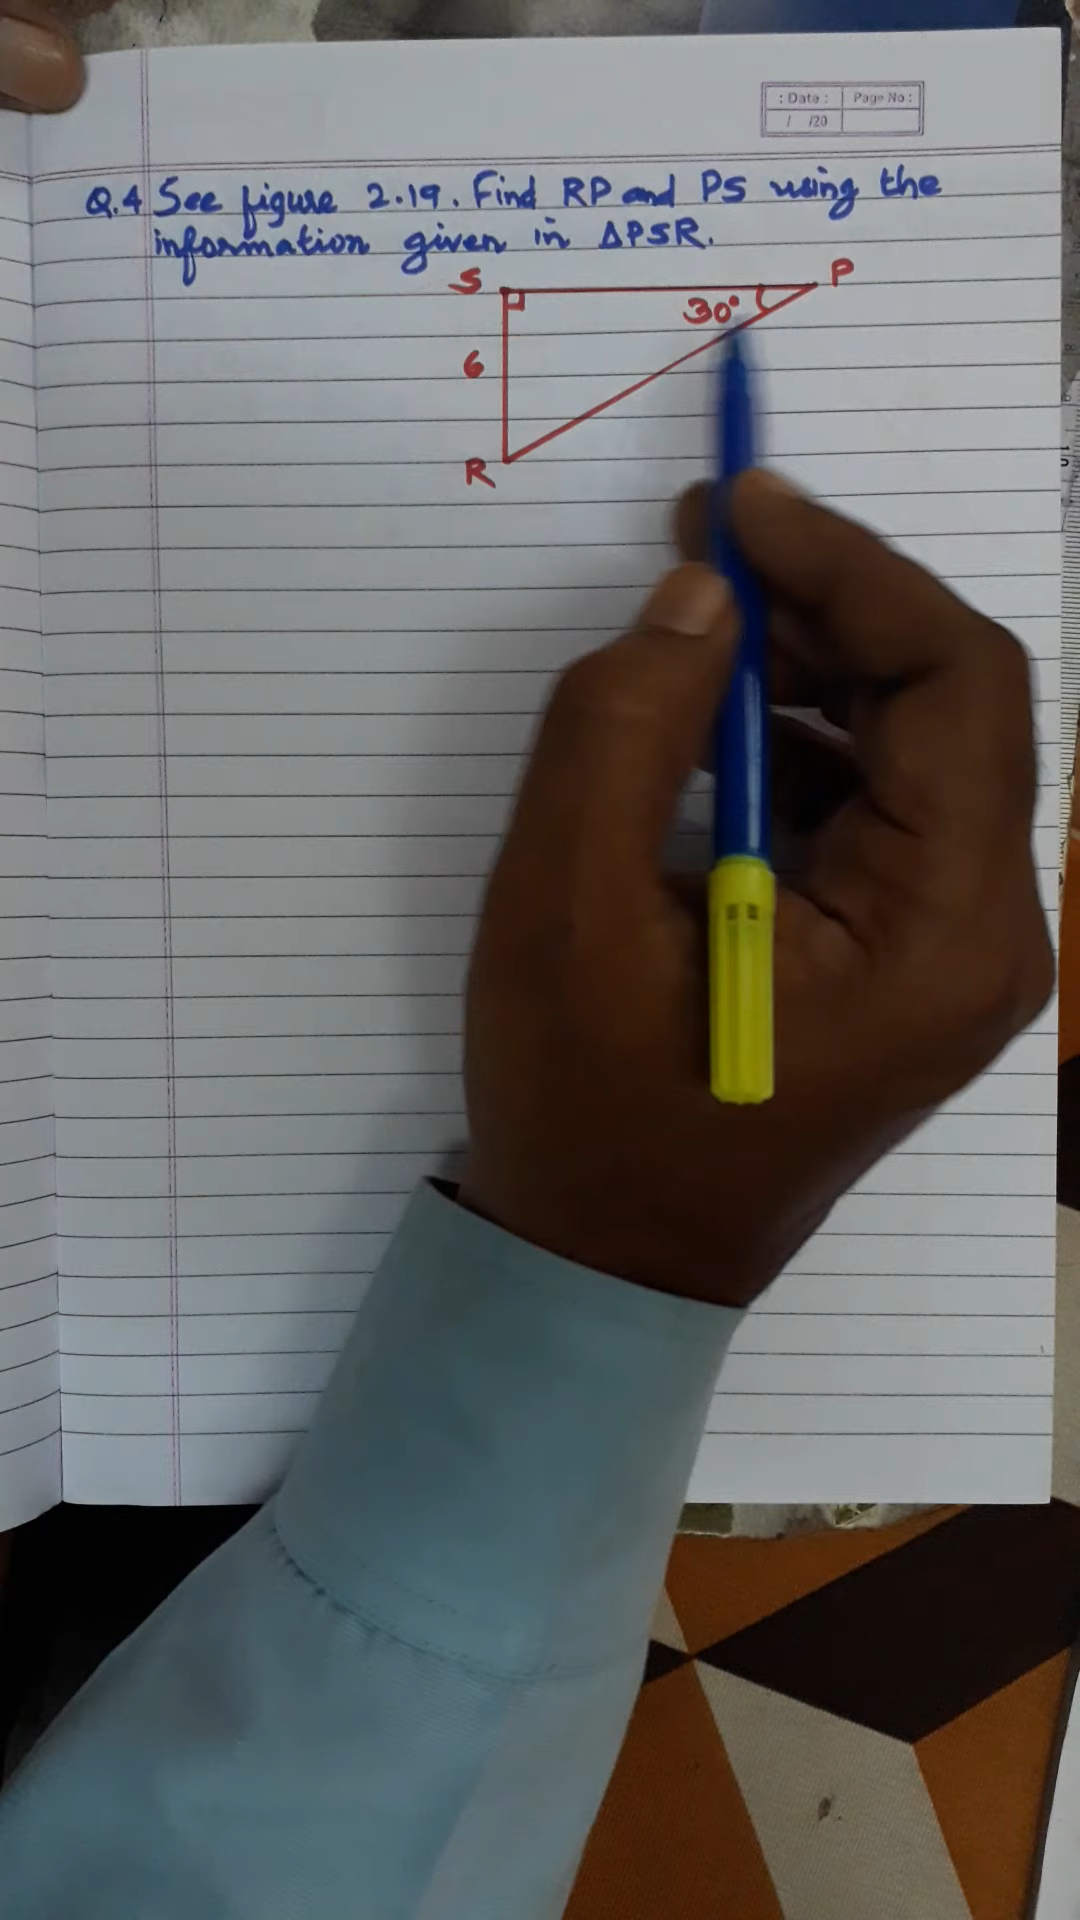 : Date :
Page No :
/ /20
Q.4 See figure 2.19. Find RP and PS using the
information given in ΔPSR.
S
P
30°
6
R